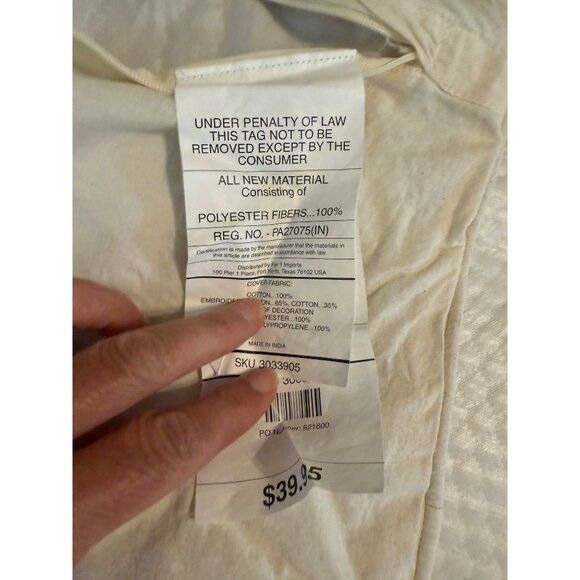 UNDER PENALTY OF LAW
THIS TAG NOT TO BE
REMOVED EXCEPT BY THE
CONSUMER
ALL NEW MATERIAL
Consisting of
POLYESTER FIBERS...100%
REG. NO. - PA27075(IN)
Certification is made by the manufacturer that the materials in
this article are described in accordance with law
Distributed by Pier 1 Imports
100 Pier 1 Place, Fort Worth, Texas 76102 USA
COVER FABRIC:
COTTON...100%
65%, COTTON...35%
OF DECORATION
100%
100%
MADE IN INDIA
SKU 3033905
PO Number: 521600
$39.95